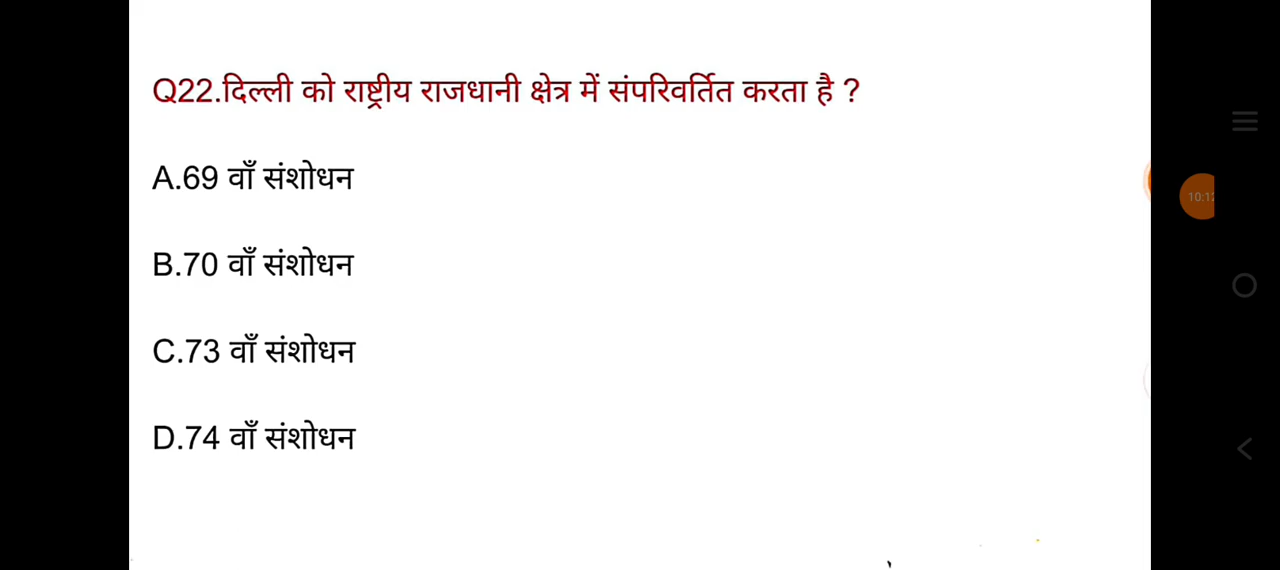 Q22.दिल्ली को राष्ट्रीय राजधानी क्षेत्र में संपरिवर्तित करता है ?
A.69 वाँ संशोधन
B.70 वाँ संशोधन
C.73 वाँ संशोधन
D.74 वाँ संशोधन